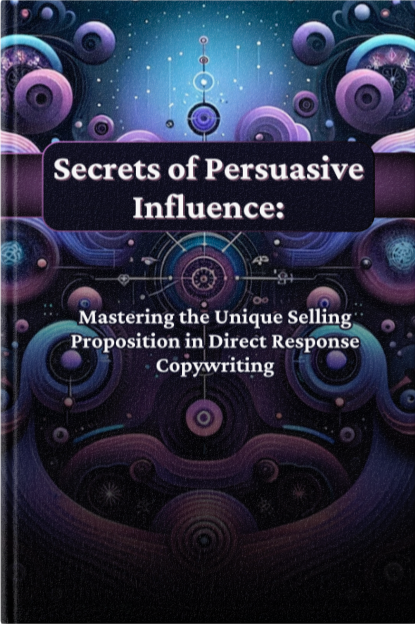 Secrets of Persuasive
Influence:
Mastering the Unique Selling
Proposition in Direct Response
Copywriting